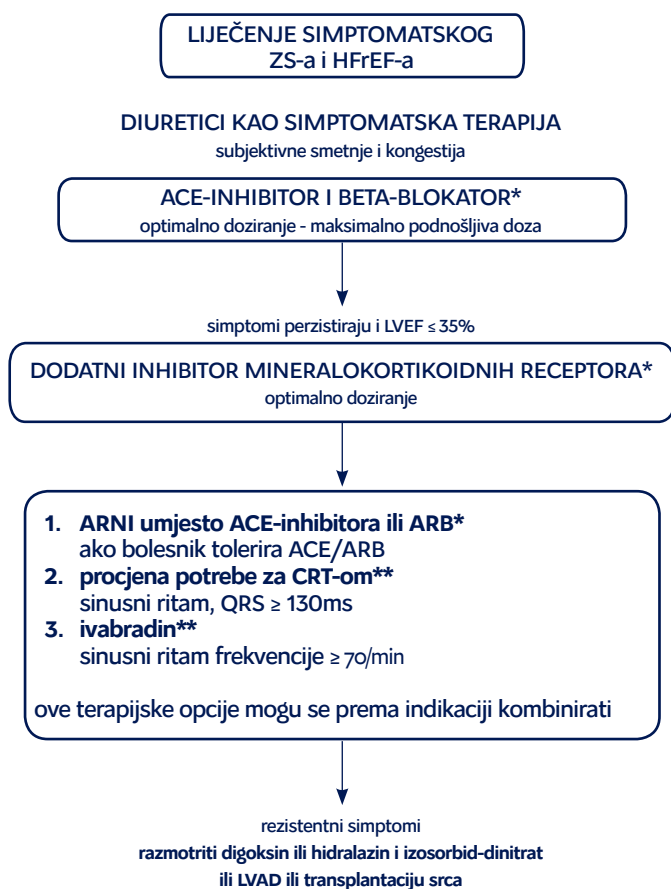 LIJEČENJE SIMPTOMATSKOG
ZS-a i HFrEF-a
DIURETICI KAO SIMPTOMATSKA TERAPIJA
subjektivne smetnje i kongestija
ACE-INHIBITOR I BETA-BLOKATOR*
optimalno doziranje - maksimalno podnošljiva doza
simptomi perzistiraju i LVEF ≤ 35%
DODATNI INHIBITOR MINERALOKORTIKOIDNIH RECEPTORA*
optimalno doziranje
1. ARNI umjesto ACE-inhibitora ili ARB*
ako bolesnik tolerira ACE/ARB
2. procjena potrebe za CRT-om**
sinusni ritam, QRS ≥ 130ms
3. ivabradin**
sinusni ritam frekvencije ≥ 70/min
ove terapijske opcije mogu se prema indikaciji kombinirati
rezistentni simptomi
razmotriti digoksin ili hidralazin i izosorbid-dinitrat
ili LVAD ili transplantaciju srca